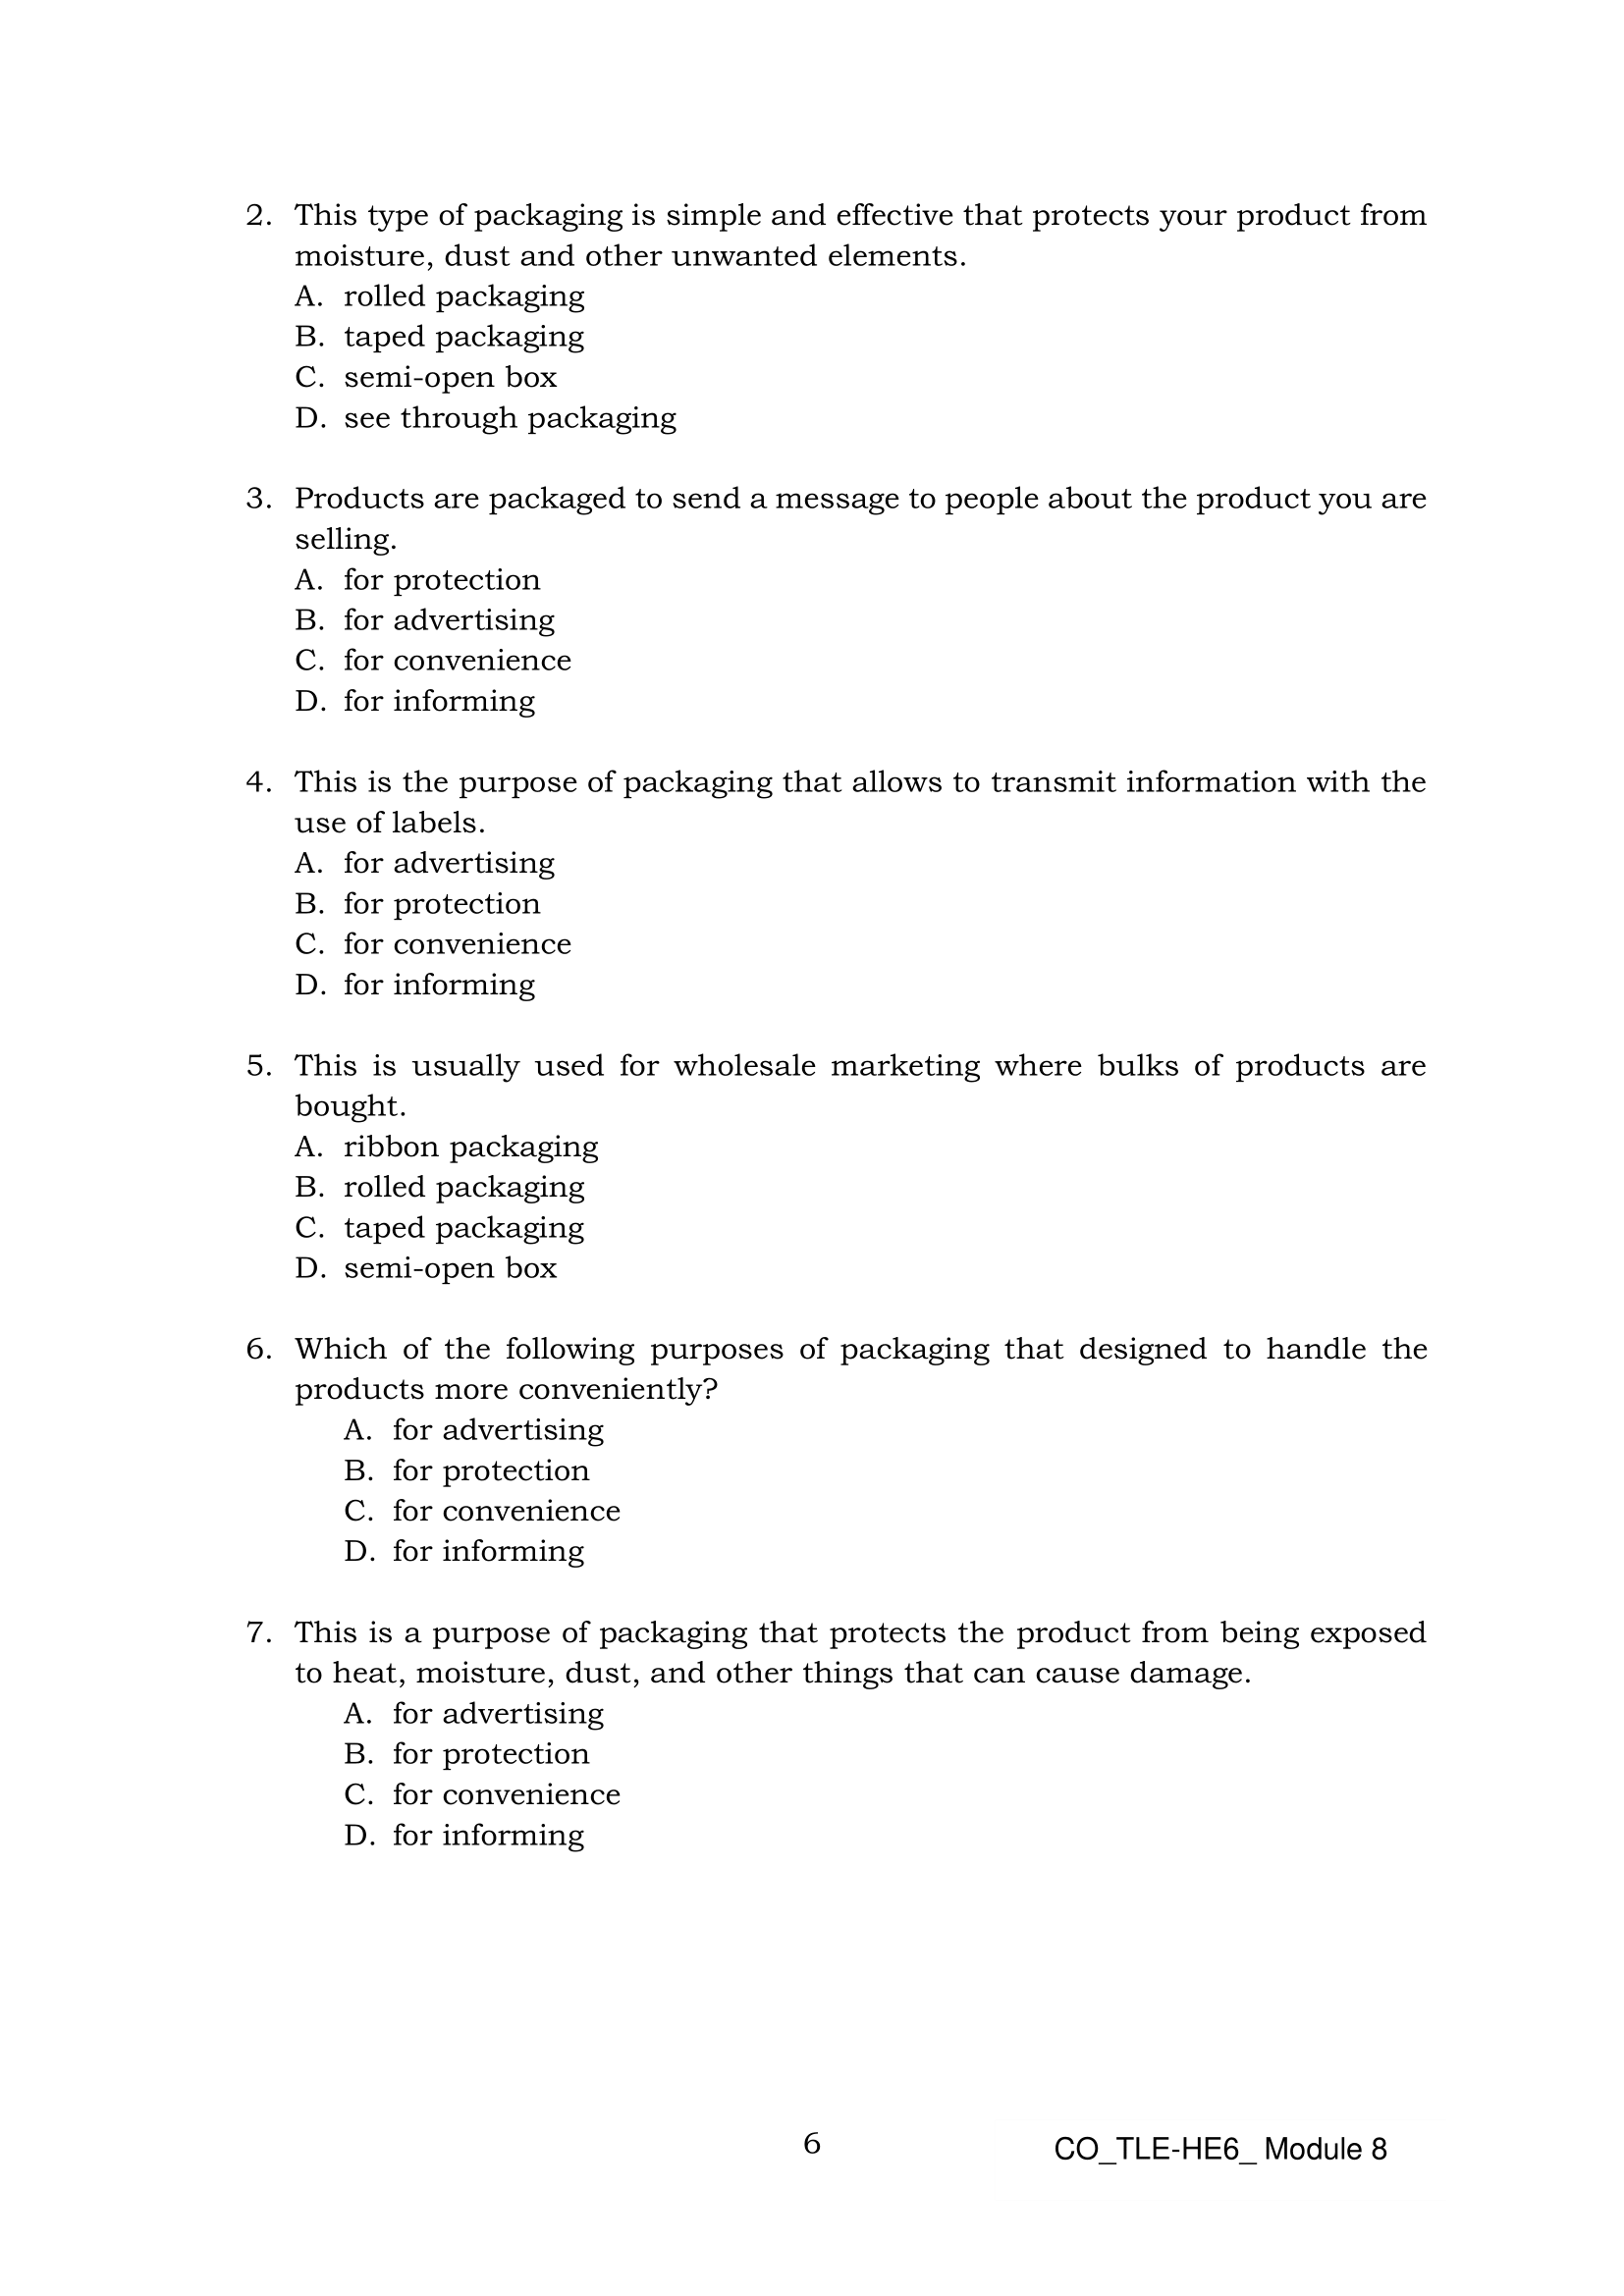 2. This type of packaging is simple and effective that protects your product from
moisture, dust and other unwanted elements.
A. rolled packaging
B. taped packaging
C. semi-open box
D. see through packaging
3. Products are packaged to send a message to people about the product you are
selling.
A. for protection
B. for advertising
C. for convenience
D. for informing
4. This is the purpose of packaging that allows to transmit information with the
use of labels.
A. for advertising
B. for protection
C. for convenience
D. for informing
5. This is usually used for wholesale marketing where bulks of products are
bought.
A. ribbon packaging
B. rolled packaging
C. taped packaging
D. semi-open box
6. Which of the following purposes of packaging that designed to handle the
products more conveniently?
A. for advertising
B. for protection
C. for convenience
D. for informing
7. This is a purpose of packaging that protects the product from being exposed
to heat, moisture, dust, and other things that can cause damage.
A. for advertising
B. for protection
C. for convenience
D. for informing
6 CO_TLE-HE6_ Module 8